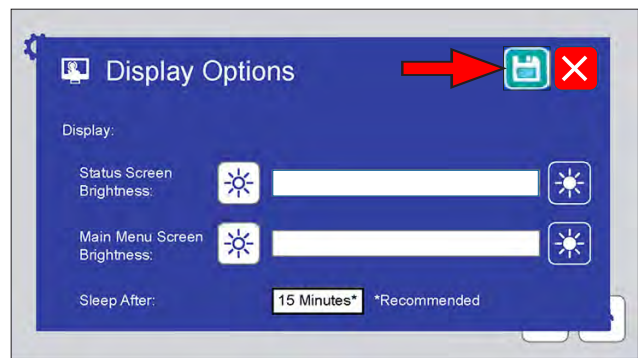 Display Options
Display:
Status Screen
Brightness:
Main Menu Screen
Brightness:
Sleep After:
15 Minutes* *Recommended